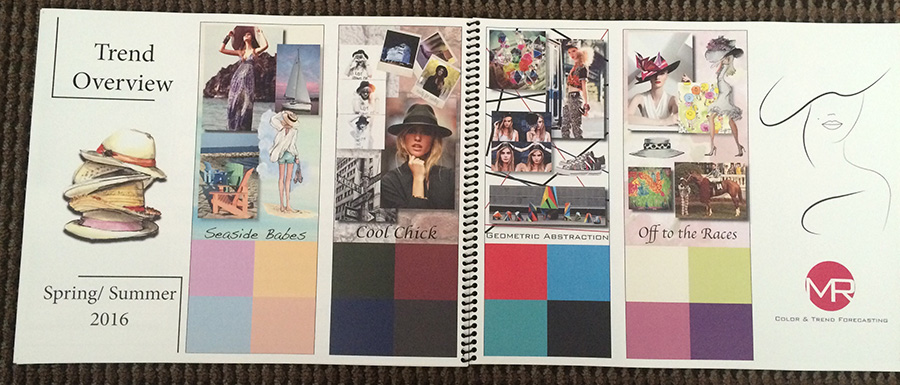 Trend
Overview
Spring/ Summer
2016
Seaside Babes
Cool Chick
GEOMETRIC ABSTRACTION
Off to the Races
MR
COLOR & TREND FORECASTING